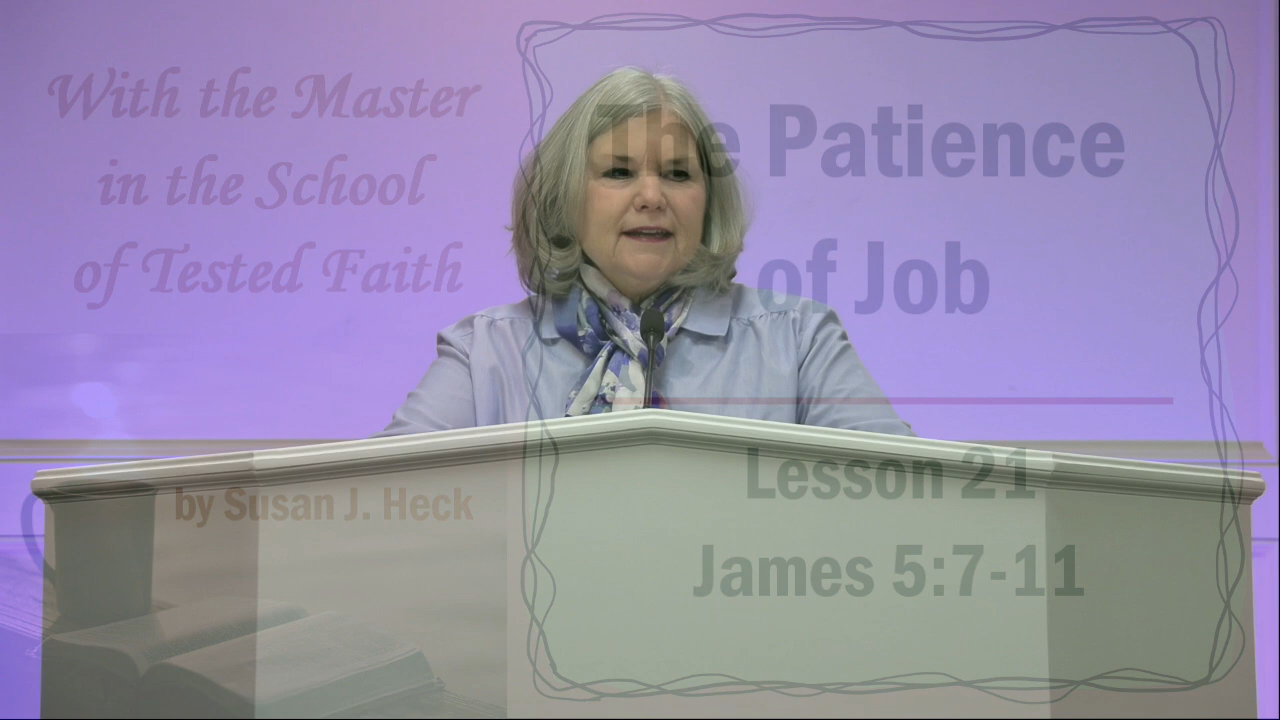 With the Master
in the School
of Tested Faith
by Susan J. Heck
The Patience
of Job
Lesson 21
James 5:7-11